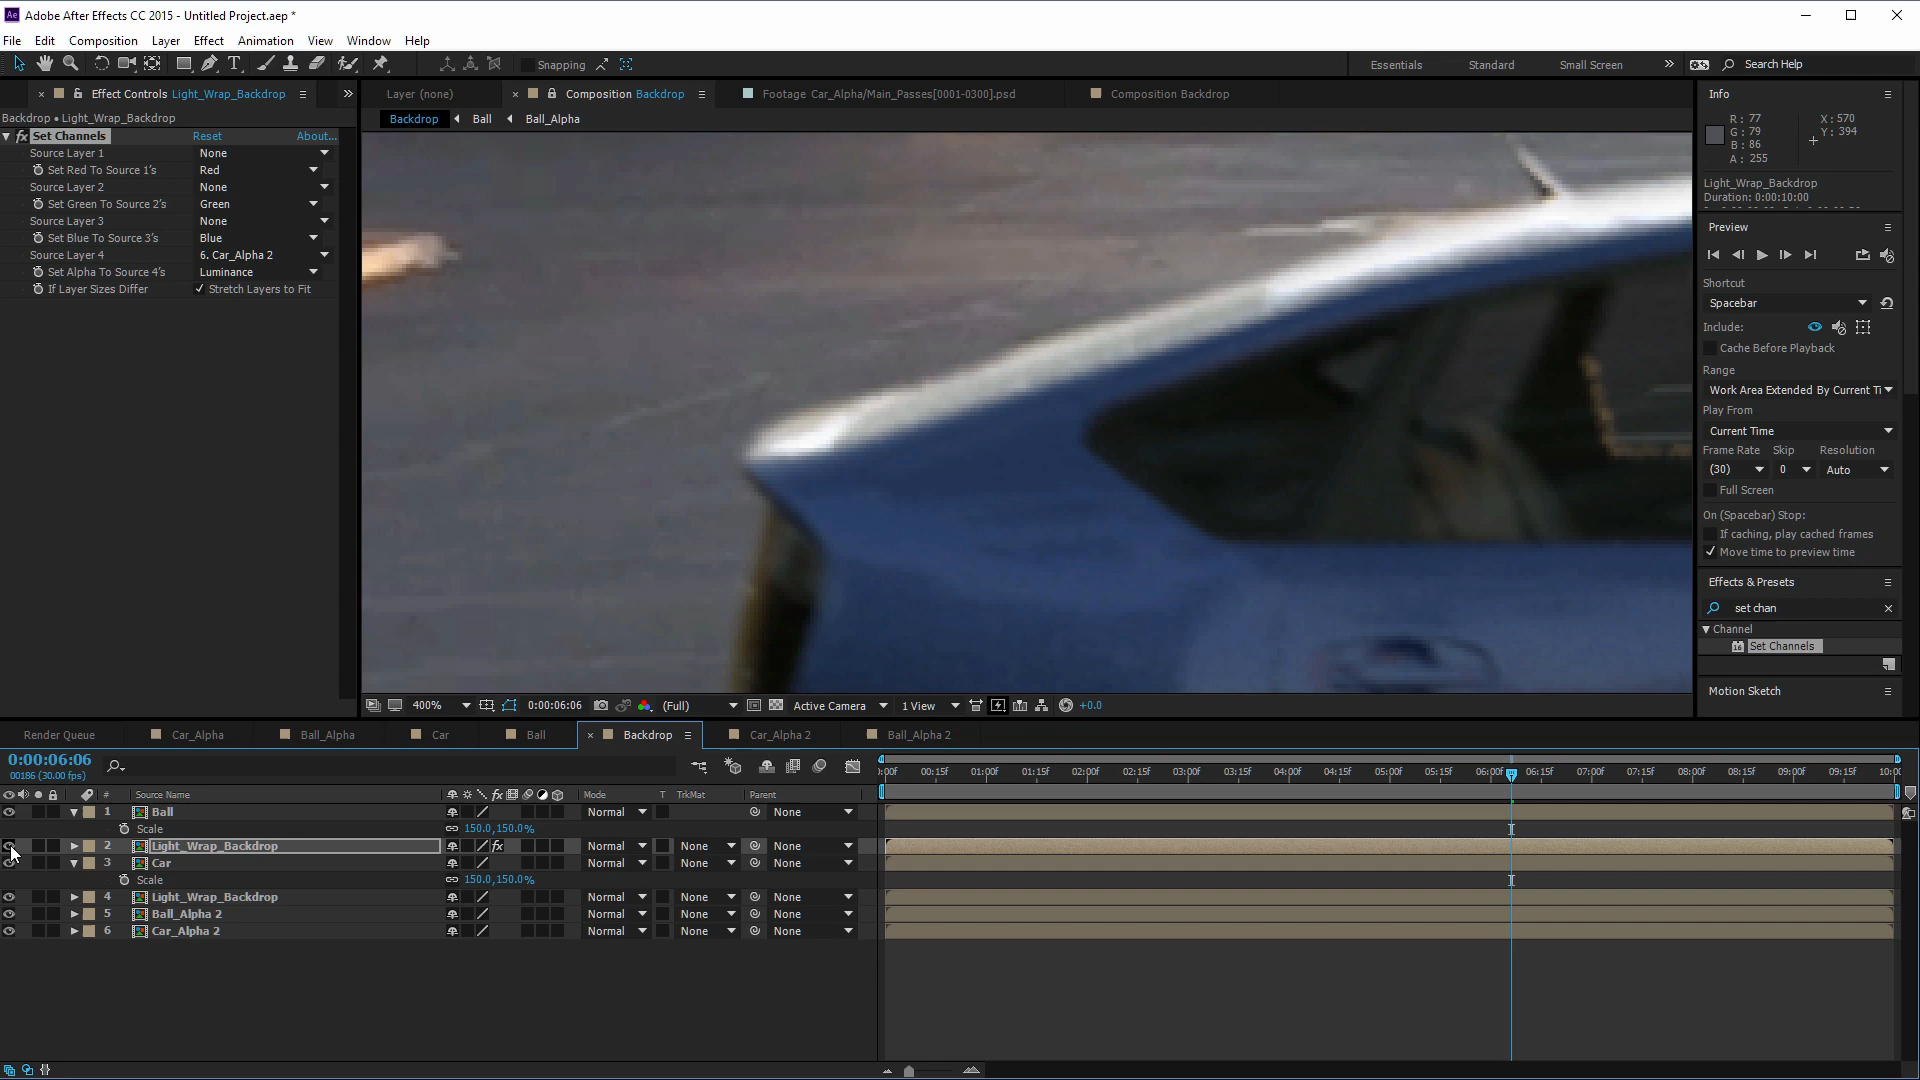 Adobe After Effects CC 2015 - Untitled Project.aep *
File Edit Composition Layer Effect Animation View Window Help
Snapping Essentials Standard Small Screen Search Help
Effect Controls Light_Wrap_Backdrop Layer (none) Composition Backdrop Footage Car_Alpha/Main_Passes[0001-0300].psd Composition Backdrop
Backdrop • Light_Wrap_Backdrop
Backdrop Ball Ball_Alpha
fx Set Channels Reset About...
Source Layer 1 None
Set Red To Source 1's Red
Source Layer 2 None
Set Green To Source 2's Green
Source Layer 3 None
Set Blue To Source 3's Blue
Source Layer 4 6. Car_Alpha 2
Set Alpha To Source 4's Luminance
If Layer Sizes Differ Stretch Layers to Fit
400% 0:00:06:06 (Full) Active Camera 1 View +0.0
Info
R: 77 X: 570
G: 79 Y: 394
B: 86
A: 255
Light_Wrap_Backdrop
Duration: 0:00:10:00
Preview
Shortcut
Spacebar
Include:
Cache Before Playback
Range
Work Area Extended By Current Ti
Play From
Current Time
Frame Rate Skip Resolution
(30) 0 Auto
Full Screen
On (Spacebar) Stop:
If caching, play cached frames
Move time to preview time
Effects & Presets
set chan
Channel
Set Channels
Motion Sketch
Render Queue Car_Alpha Ball_Alpha Car Ball Backdrop Car_Alpha 2 Ball_Alpha 2
0:00:06:06
00186 (30.00 fps)
:00f 00:15f 01:00f 01:15f 02:00f 02:15f 03:00f 03:15f 04:00f 04:15f 05:00f 05:15f 06:00f 06:15f 07:00f 07:15f 08:00f 08:15f 09:00f 09:15f 10:0
# Source Name fx Mode T TrkMat Parent
1 Ball Normal None
Scale 150.0,150.0%
2 Light_Wrap_Backdrop fx Normal None None
3 Car Normal None None
Scale 150.0,150.0%
4 Light_Wrap_Backdrop Normal None None
5 Ball_Alpha 2 Normal None None
6 Car_Alpha 2 Normal None None